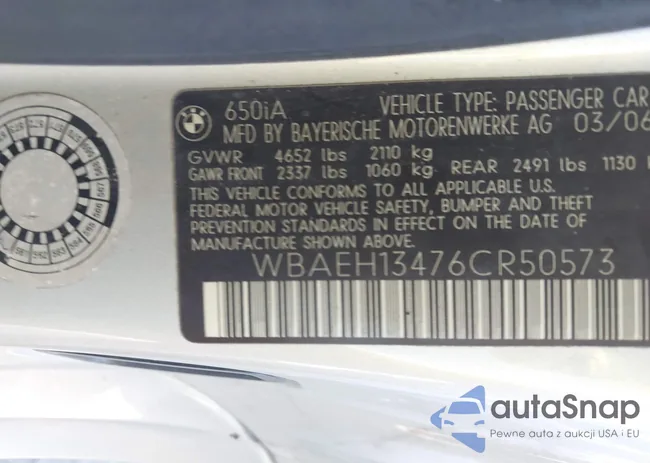 650iA VEHICLE TYPE: PASSENGER CAR
MFD BY BAYERISCHE MOTORENWERKE AG 03/06
GVWR 4652 lbs 2110 kg
GAWR FRONT 2337 lbs 1060 kg REAR 2491 lbs 1130
THIS VEHICLE CONFORMS TO ALL APPLICABLE U.S.
FEDERAL MOTOR VEHICLE SAFETY, BUMPER AND THEFT
PREVENTION STANDARDS IN EFFECT ON THE DATE OF
MANUFACTURE SHOWN ABOVE.
WBAEH13476CR50573
autaSnap
Pewne auta z aukcji USA i EU